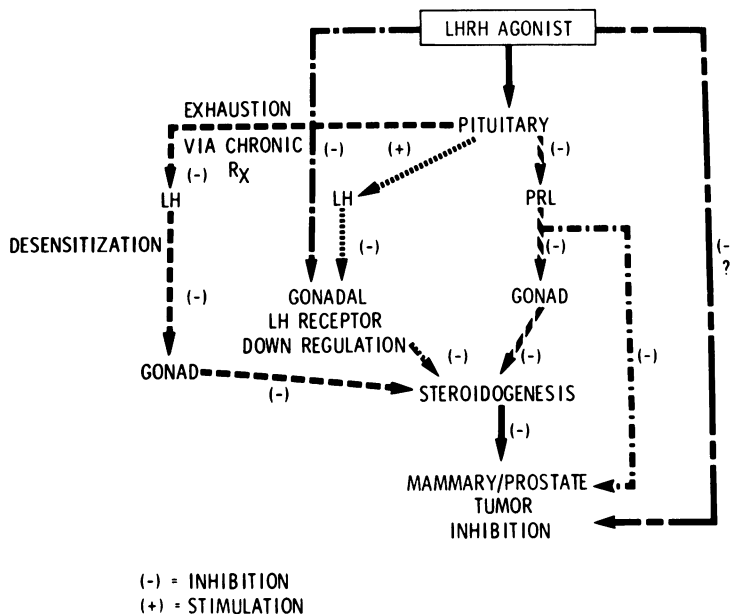 LHRH AGONIST
EXHAUSTION
PITUITARY
VIA CHRONIC
(-)
(+)
(-)
(-)
RX
LH
LH
PRL
DESENSITIZATION
(-)
(-)
(-
?
(-)
GONADAL
GONAD
LH RECEPTOR
DOWN REGULATION
(-)
(-)
(-)
GONAD
(-)
STEROIDOGENESIS
(-)
MAMMARY/PROSTATE
TUMOR
INHIBITION
(-) = INHIBITION
(+) = STIMULATION